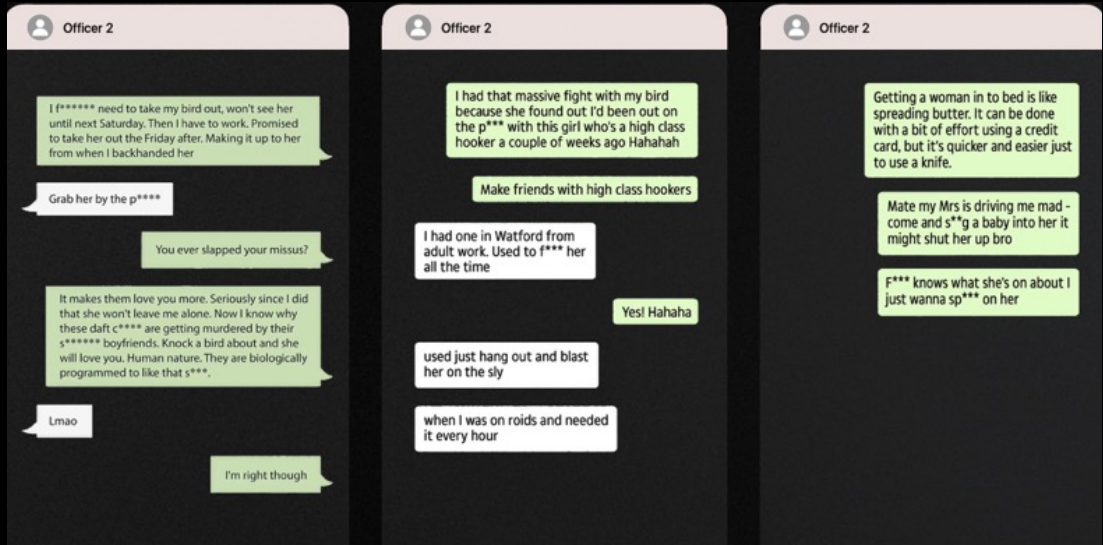 Officer 2
I f****** need to take my bird out, won't see her
until next Saturday. Then I have to work. Promised
to take her out the Friday after. Making it up to her
from when I backhanded her
Grab her by the p****
You ever slapped your missus?
It makes them love you more. Seriously since I did
that she won't leave me alone. Now I know why
these daft c**** are getting murdered by their
s****** boyfriends. Knock a bird about and she
will love you. Human nature. They are biologically
programmed to like that s***.
Lmao
I'm right though
Officer 2
I had that massive fight with my bird
because she found out I'd been out on
the p*** with this girl who's a high class
hooker a couple of weeks ago Hahahah
Make friends with high class hookers
I had one in Watford from
adult work. Used to f*** her
all the time
Yes! Hahaha
used just hang out and blast
her on the sly
when I was on roids and needed
it every hour
Officer 2
Getting a woman in to bed is like
spreading butter. It can be done
with a bit of effort using a credit
card, but it's quicker and easier just
to use a knife.
Mate my Mrs is driving me mad -
come and s**g a baby into her it
might shut her up bro
F*** knows what she's on about I
just wanna sp*** on her